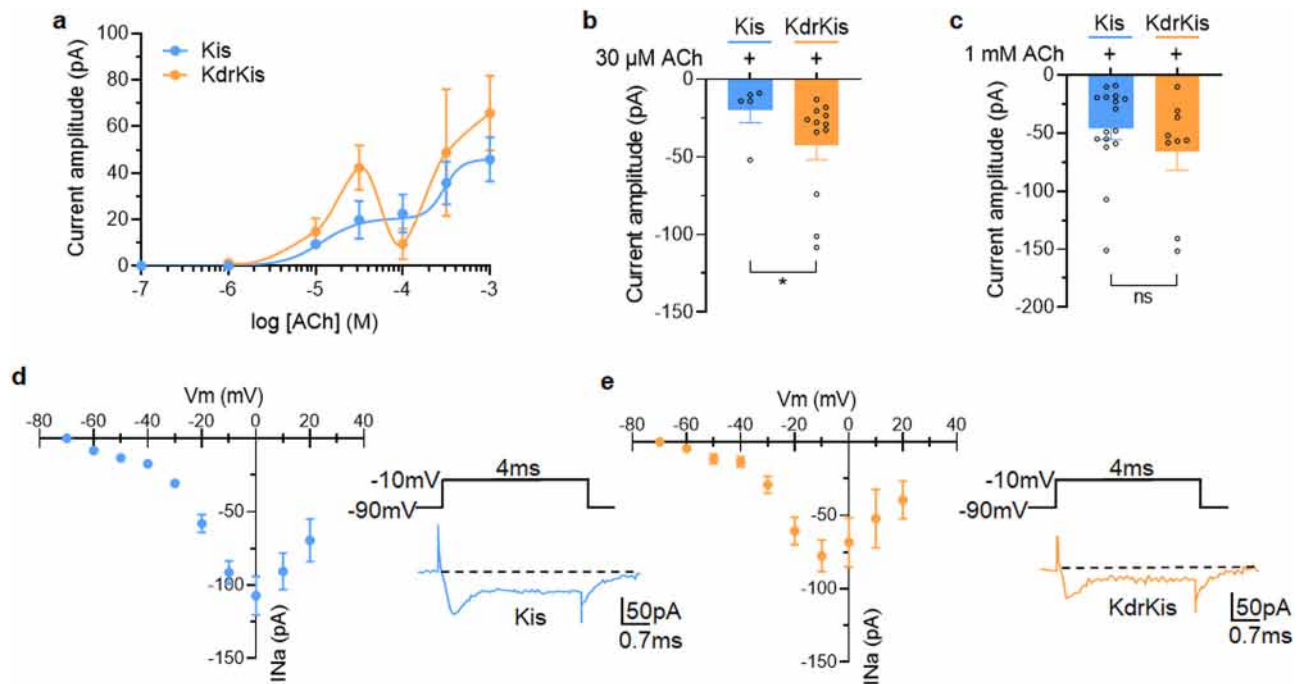 a
Current amplitude (pA)
100
80
60
40
20
0
Kis
KdrKis
-7 -6 -5 -4 -3
log [ACh] (M)
b
Kis KdrKis
30 µM ACh + +
Current amplitude (pA)
0
-50
-100
-150
*
c
Kis KdrKis
1 mM ACh + +
Current amplitude (pA)
0
-50
-100
-150
-200
ns
d
Vm (mV)
-80 -60 -40 -20 0 20 40
-50
-100
-150
INa (pA)
4ms
-10mV
-90mV
Kis
50pA
0.7ms
e
Vm (mV)
-80 -60 -40 -20 0 20 40
-50
-100
-150
INa (pA)
4ms
-10mV
-90mV
KdrKis
50pA
0.7ms